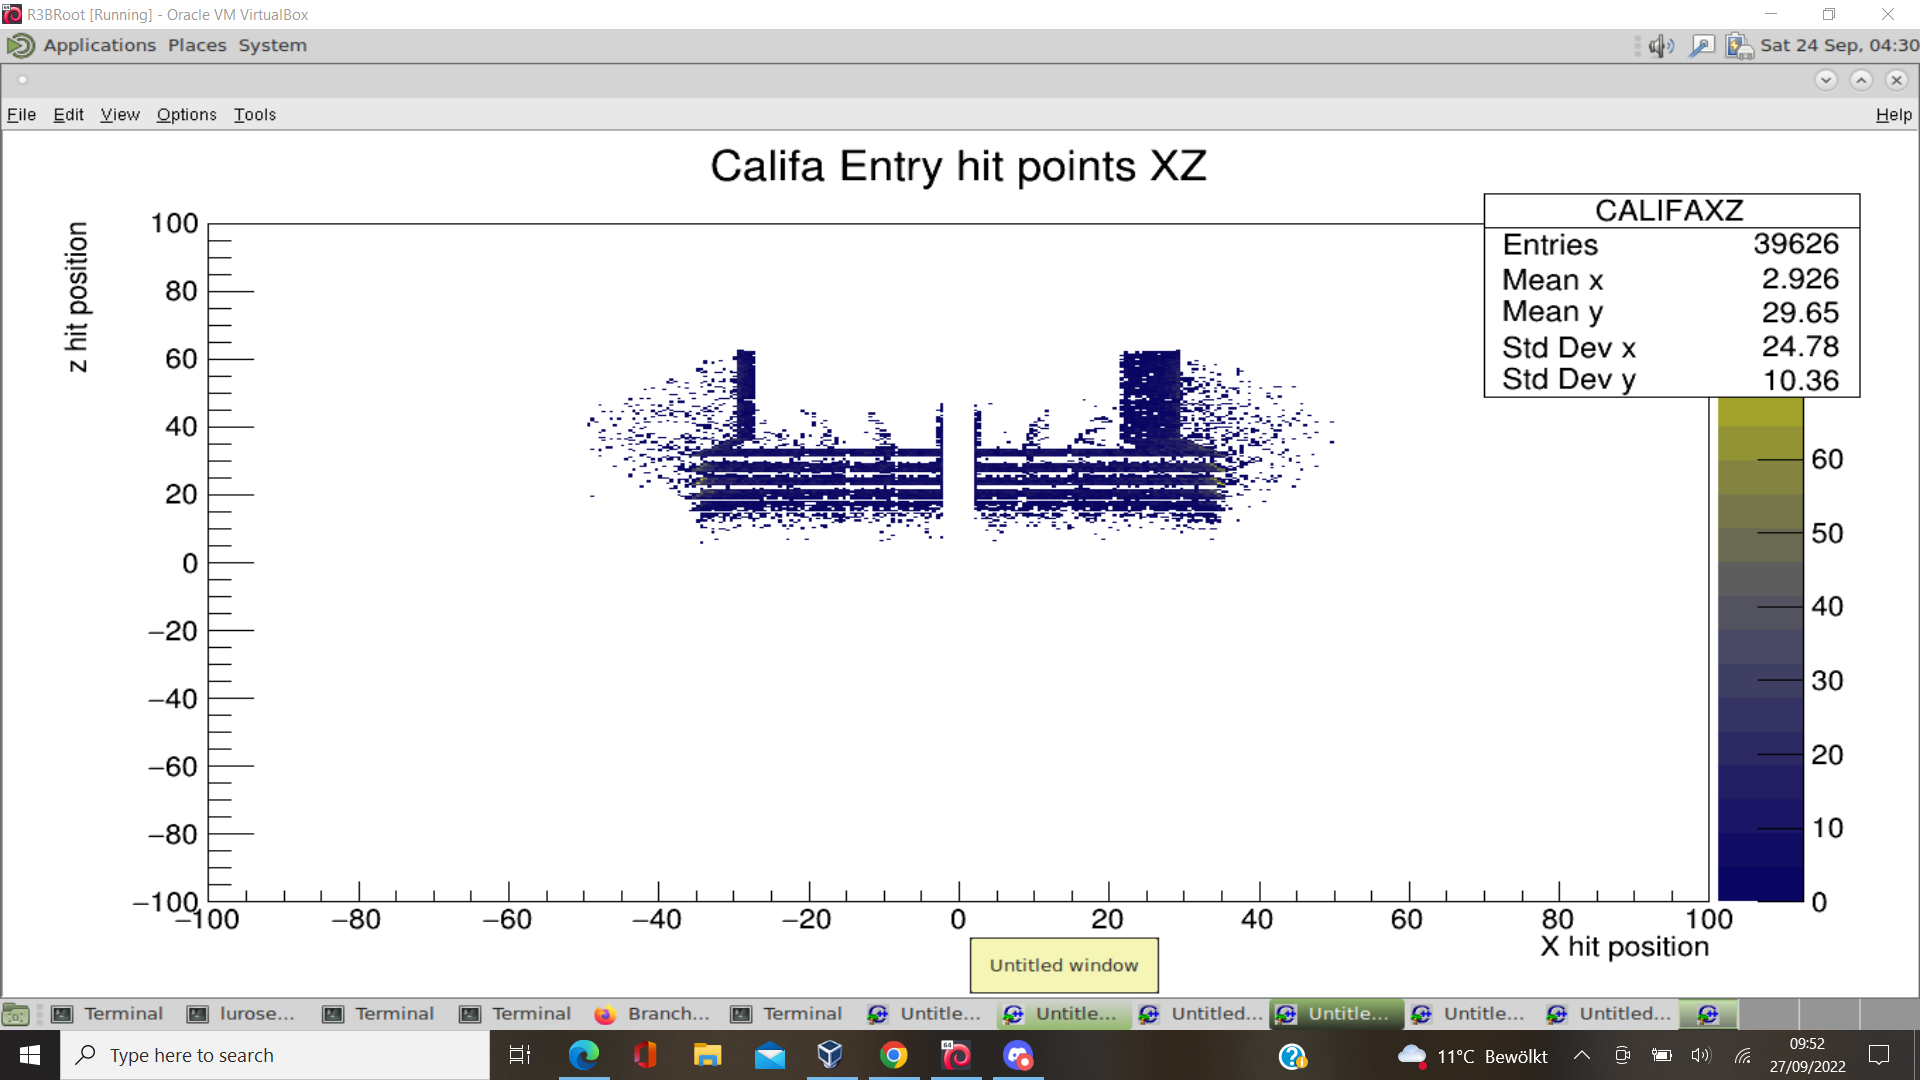 R3BRoot [Running] - Oracle VM VirtualBox
Applications Places System
Sat 24 Sep, 04:30
File Edit View Options Tools
Help
Califa Entry hit points XZ
CALIFAXZ
Entries 39626
Mean x 2.926
Mean y 29.65
Std Dev x 24.78
Std Dev y 10.36
z hit position
100
80
60
40
20
0
−20
−40
−60
−80
−100
−100 −80 −60 −40 −20 0 20 40 60 80 100
X hit position
60
50
40
30
20
10
0
Untitled window
Terminal lurose... Terminal Terminal Branch... Terminal Untitle... Untitle... Untitled... Untitle... Untitle... Untitled...
Type here to search
64
11°C Bewölkt
09:52
27/09/2022